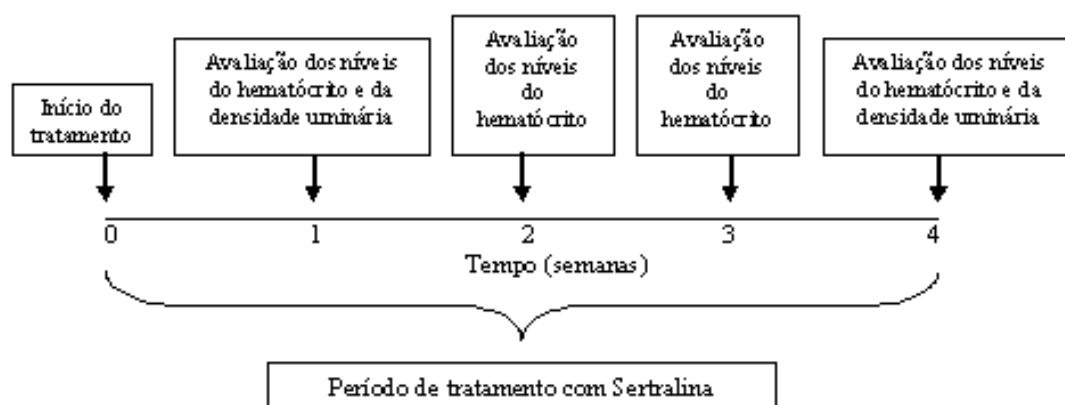 Início do
tratamento
Avaliação dos níveis
do hematócrito e da
densidade uminária
Avaliação
dos níveis
do
hematócrito
Avaliação
dos níveis
do
hematócrito
Avaliação dos níveis
do hematócrito e da
densidade uminária
0 1 2 3 4
Tempo (semanas)
Período de tratamento com Sertralina